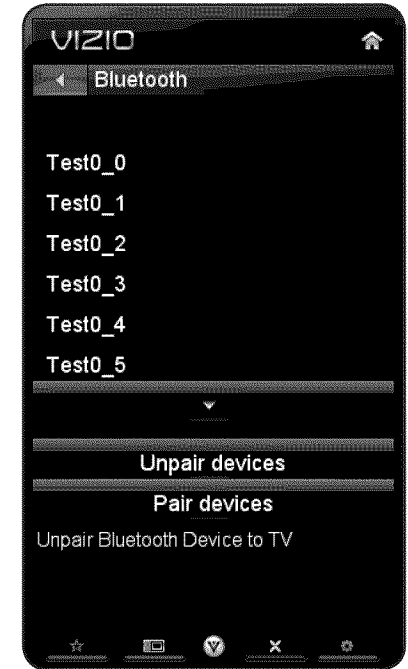 VIZIO
Bluetooth
Test0_0
Test0_1
Test0_2
Test0_3
Test0_4
Test0_5
Unpair devices
Pair devices
Unpair Bluetooth Device to TV